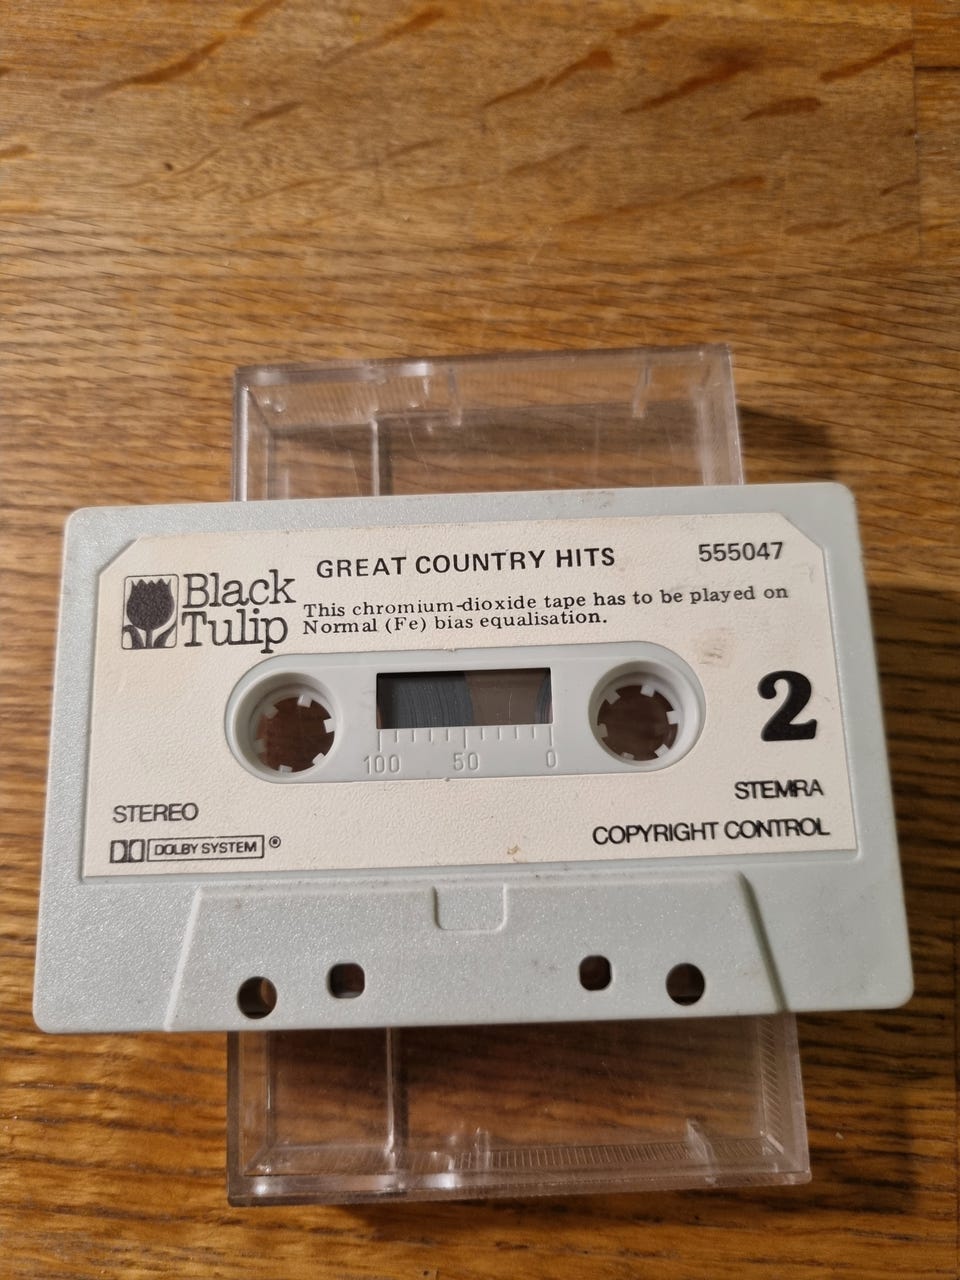 GREAT COUNTRY HITS
555047
Black
Tulip
This chromium-dioxide tape has to be played on
Normal (Fe) bias equalisation.
2
100 50 0
STEREO
DOLBY SYSTEM ®
STEMRA
COPYRIGHT CONTROL